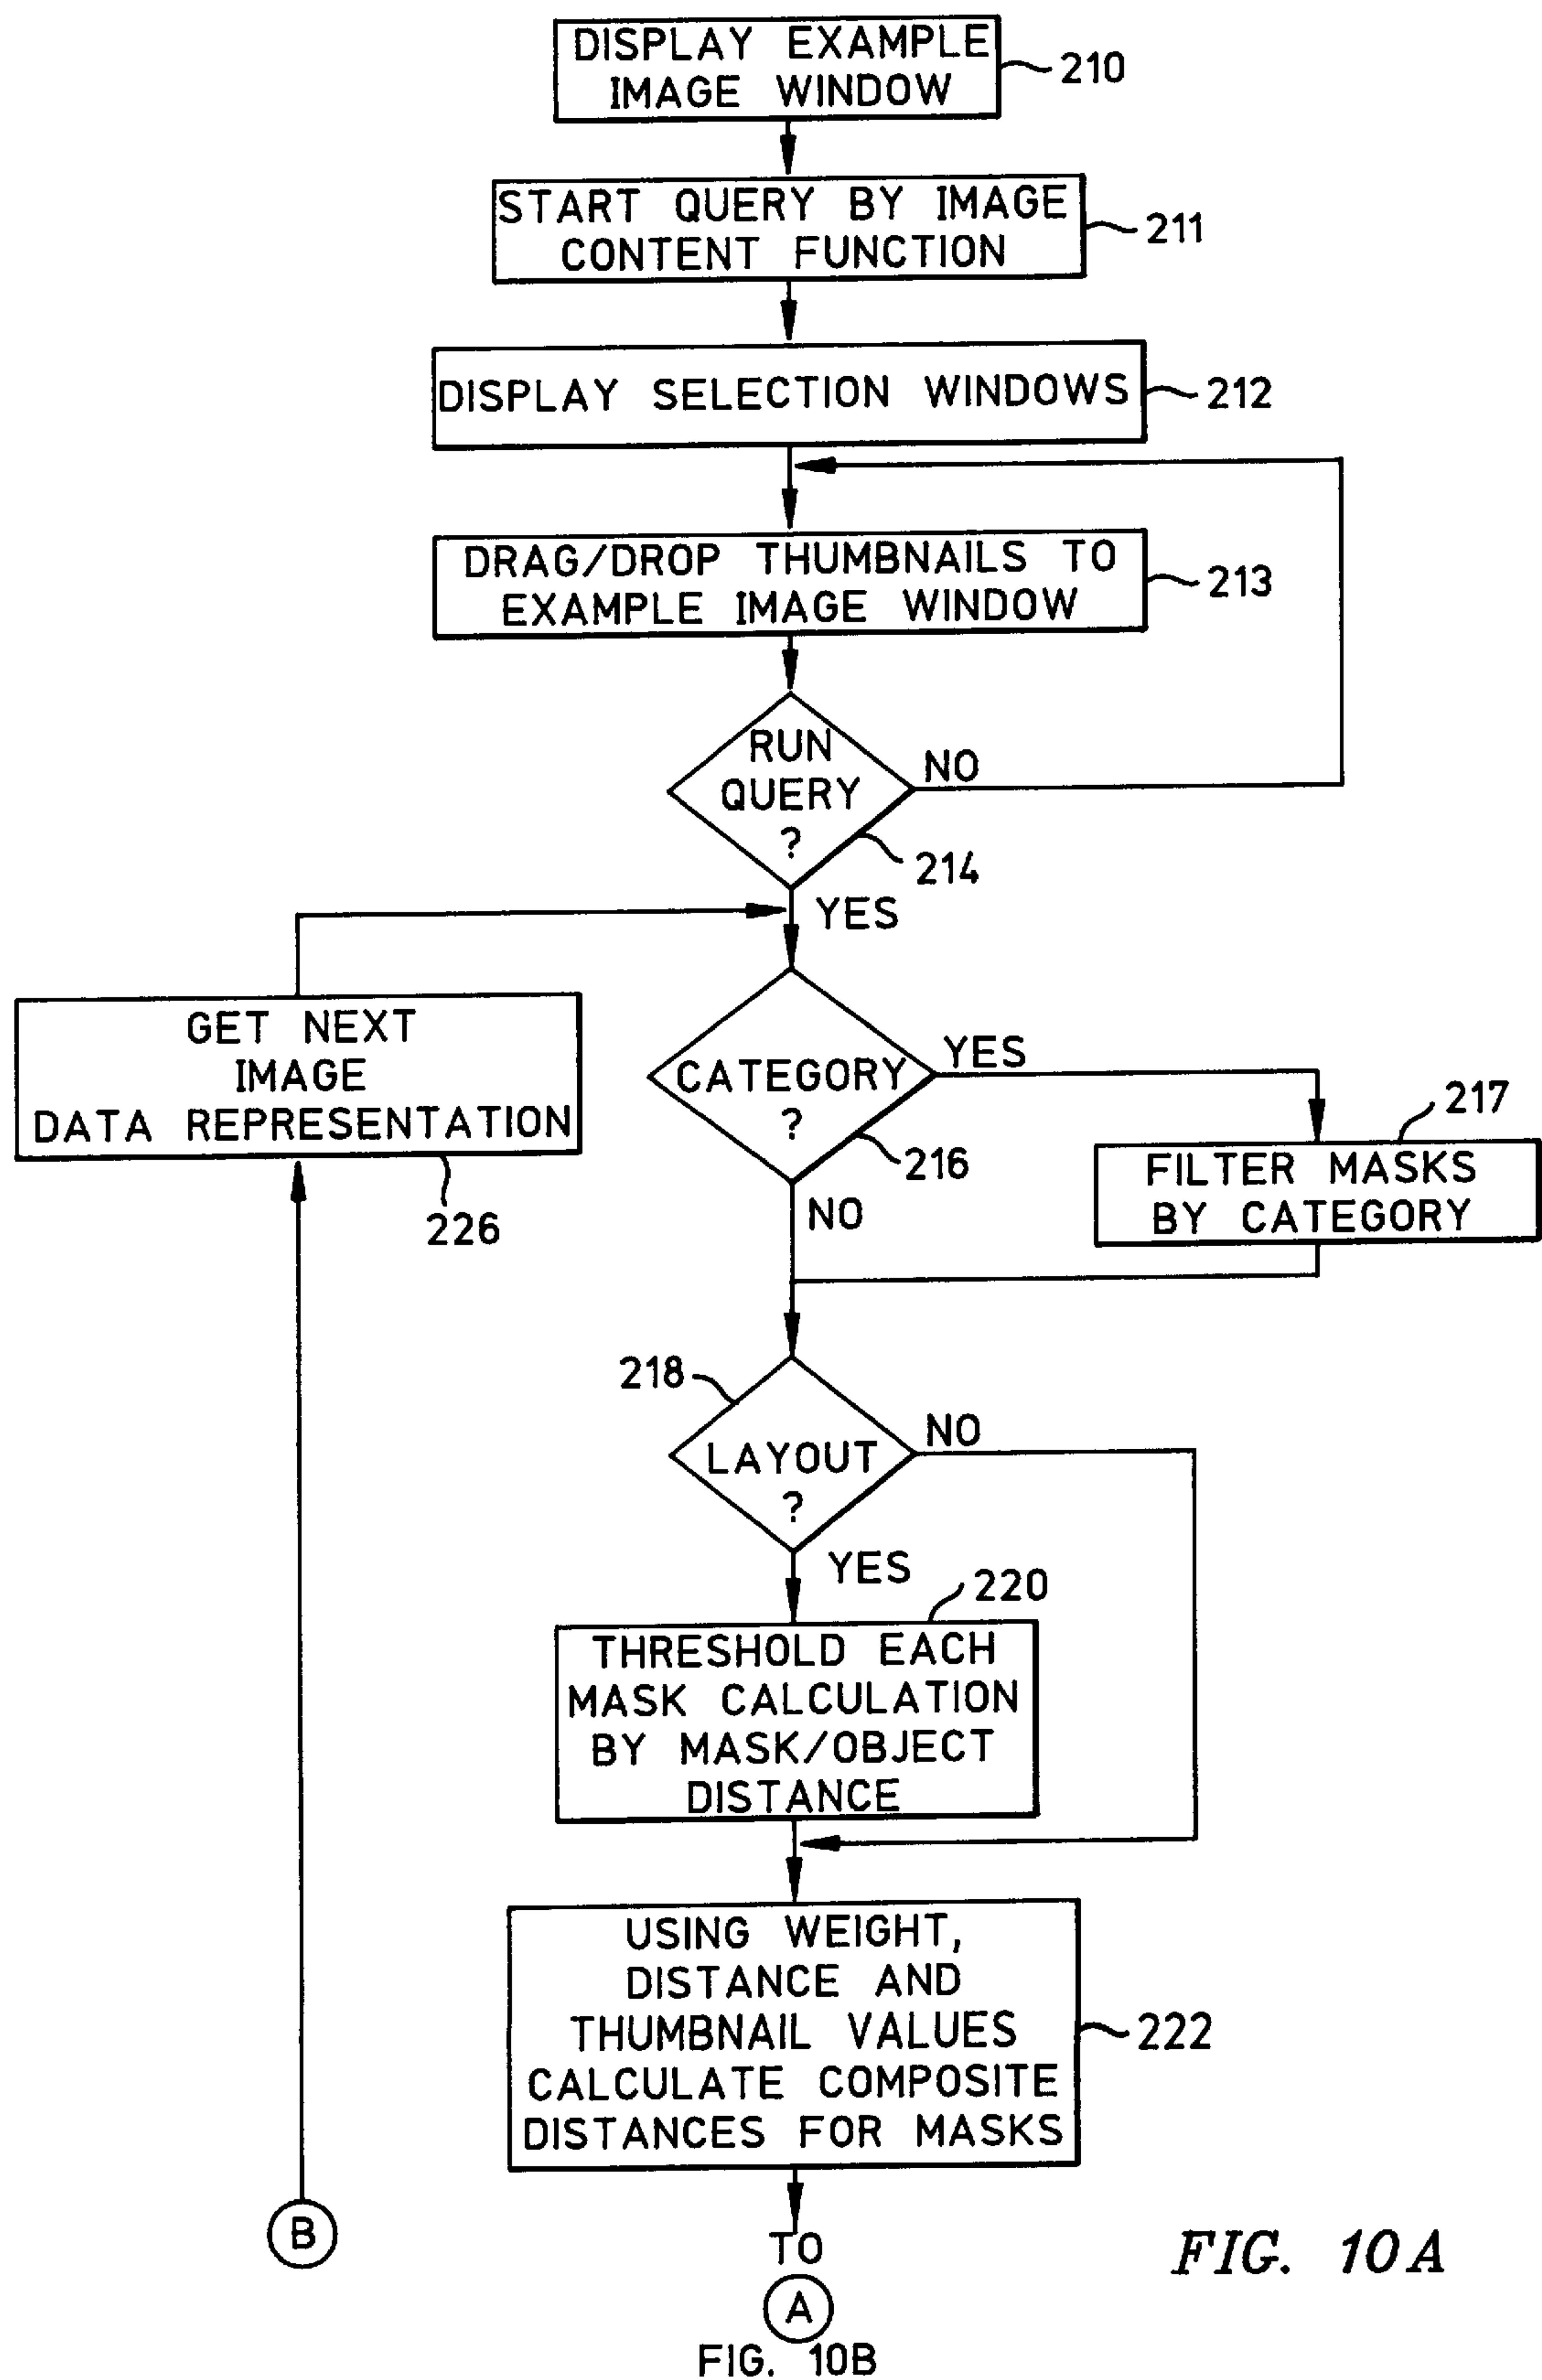 DISPLAY EXAMPLE
IMAGE WINDOW
210
START QUERY BY IMAGE
CONTENT FUNCTION
211
DISPLAY SELECTION WINDOWS
212
DRAG/DROP THUMBNAILS TO
EXAMPLE IMAGE WINDOW
213
RUN
QUERY
?
NO
214
YES
GET NEXT
IMAGE
DATA REPRESENTATION
226
CATEGORY
?
YES
216
NO
217
FILTER MASKS
BY CATEGORY
218
LAYOUT
?
NO
YES
220
THRESHOLD EACH
MASK CALCULATION
BY MASK/OBJECT
DISTANCE
USING WEIGHT,
DISTANCE AND
THUMBNAIL VALUES
CALCULATE COMPOSITE
DISTANCES FOR MASKS
222
B
TO
A
FIG. 10B
FIG. 10A